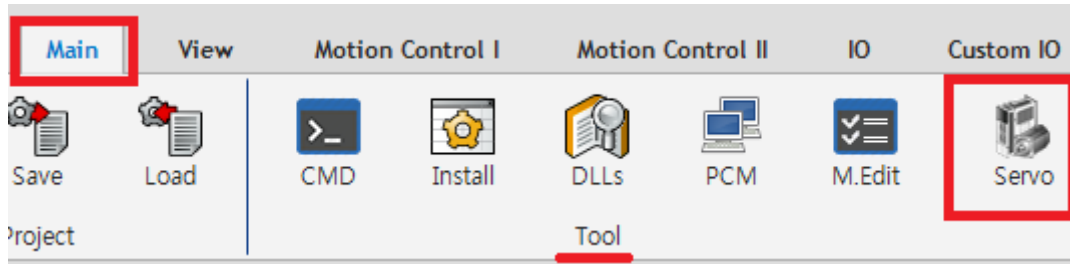 Main View Motion Control I Motion Control II IO Custom IO
Save Load CMD Install DLLs PCM M.Edit Servo
Project Tool